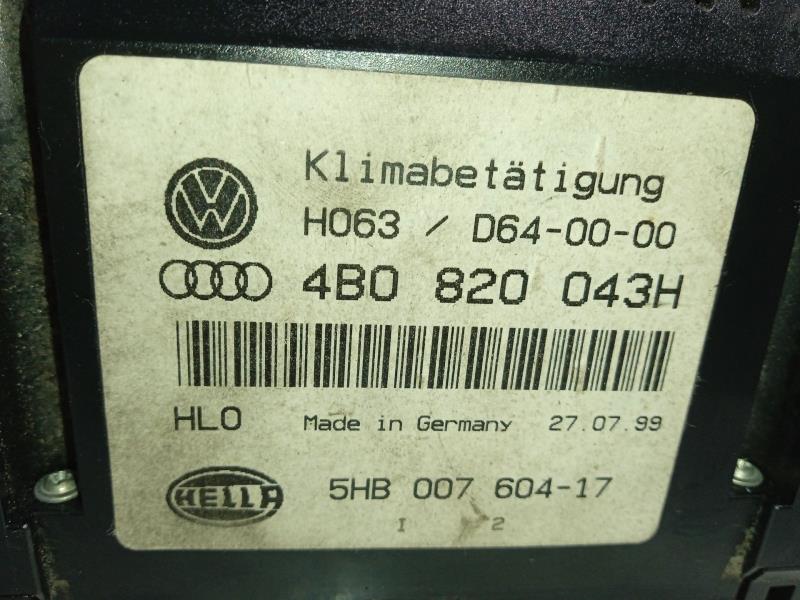 Klimabetätigung
H063 / D64-00-00
4B0 820 043H
HLO Made in Germany 27.07.99
HELLA 5HB 007 604-17
I 2